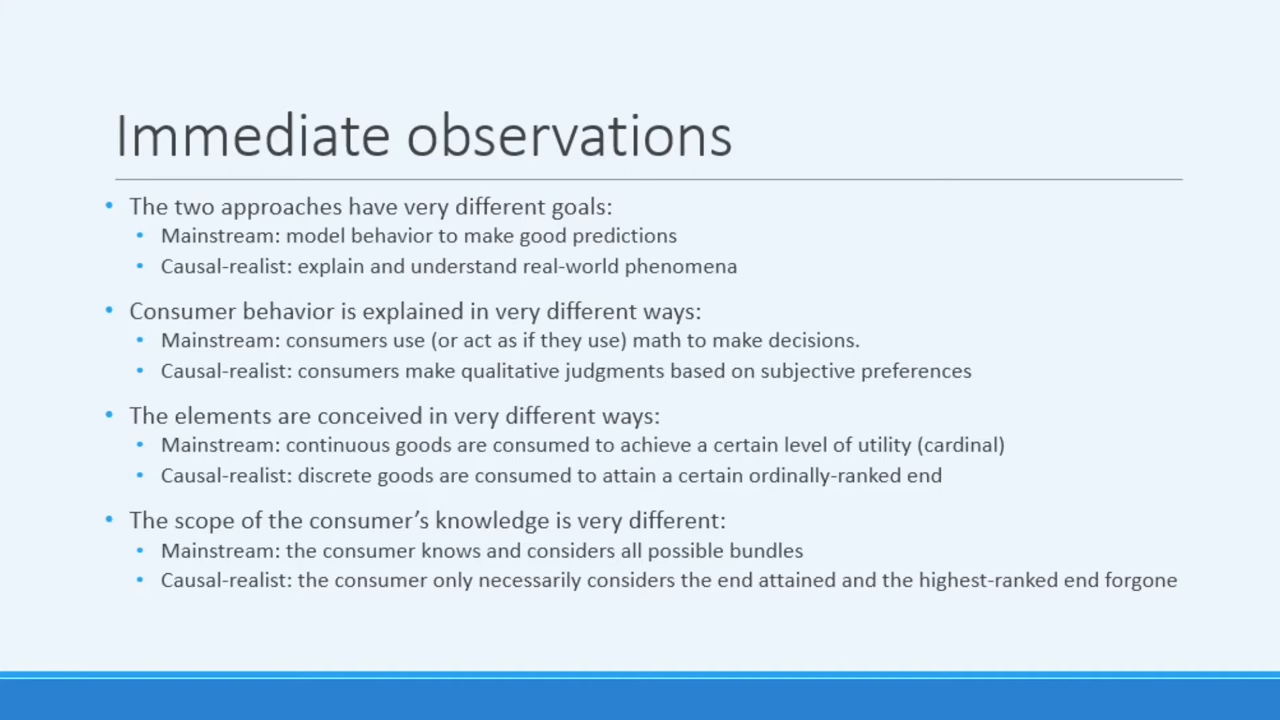 Immediate observations
• The two approaches have very different goals:
• Mainstream: model behavior to make good predictions
• Causal-realist: explain and understand real-world phenomena
• Consumer behavior is explained in very different ways:
• Mainstream: consumers use (or act as if they use) math to make decisions.
• Causal-realist: consumers make qualitative judgments based on subjective preferences
• The elements are conceived in very different ways:
• Mainstream: continuous goods are consumed to achieve a certain level of utility (cardinal)
• Causal-realist: discrete goods are consumed to attain a certain ordinally-ranked end
• The scope of the consumer’s knowledge is very different:
• Mainstream: the consumer knows and considers all possible bundles
• Causal-realist: the consumer only necessarily considers the end attained and the highest-ranked end forgone